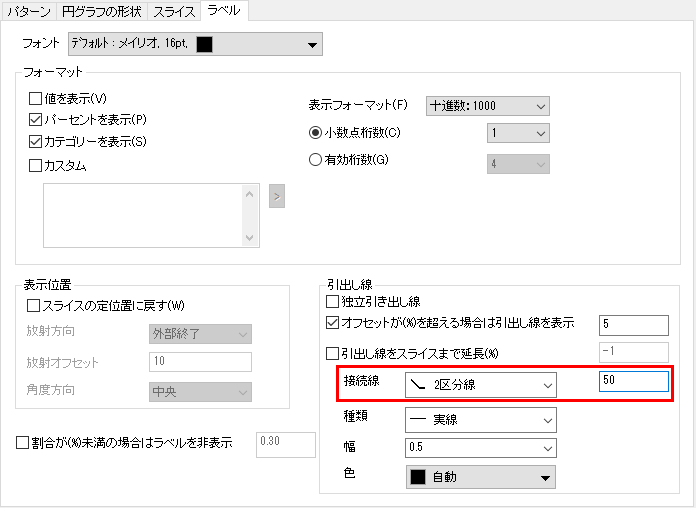 パターン 円グラフの形状 スライス ラベル
フォント デフォルト : メイリオ, 16pt,
フォーマット
値を表示(V)
パーセントを表示(P)
カテゴリーを表示(S)
カスタム
>
表示フォーマット(F) 十進数: 1000
小数点桁数(C) 1
有効桁数(G) 4
表示位置
スライスの定位置に戻す(W)
放射方向 外部終了
放射オフセット 10
角度方向 中央
割合が(%)未満の場合はラベルを非表示 0.30
引出し線
独立引き出し線
オフセットが(%)を超える場合は引出し線を表示 5
引出し線をスライスまで延長(%) -1
接続線 2区分線 50
種類 実線
幅 0.5
色 自動